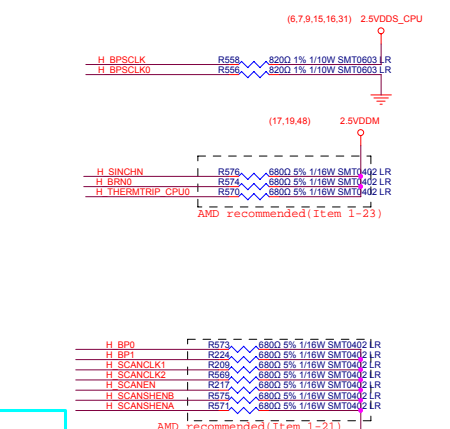 (6,7,9,15,16,31) 2.5VDDS_CPU
H_BPSCLK R558 820Ω 1% 1/10W SMT0603 LR
H_BPSCLK0 R556 820Ω 1% 1/10W SMT0603 LR
(17,19,48) 2.5VDDM
H_SINCHN R576 680Ω 5% 1/16W SMT0402 LR
H_BRN0 R574 680Ω 5% 1/16W SMT0402 LR
H_THERMTRIP_CPU0 R570 680Ω 5% 1/16W SMT0402 LR
AMD recommended(Item 1-23)
H_BP0 R573 680Ω 5% 1/16W SMT0402 LR
H_BP1 R224 680Ω 5% 1/16W SMT0402 LR
H_SCANCLK1 R209 680Ω 5% 1/16W SMT0402 LR
H_SCANCLK2 R569 680Ω 5% 1/16W SMT0402 LR
H_SCANEN R217 680Ω 5% 1/16W SMT0402 LR
H_SCANSHENB R575 680Ω 5% 1/16W SMT0402 LR
H_SCANSHENA R571 680Ω 5% 1/16W SMT0402 LR
AMD recommended(Item 1-21)